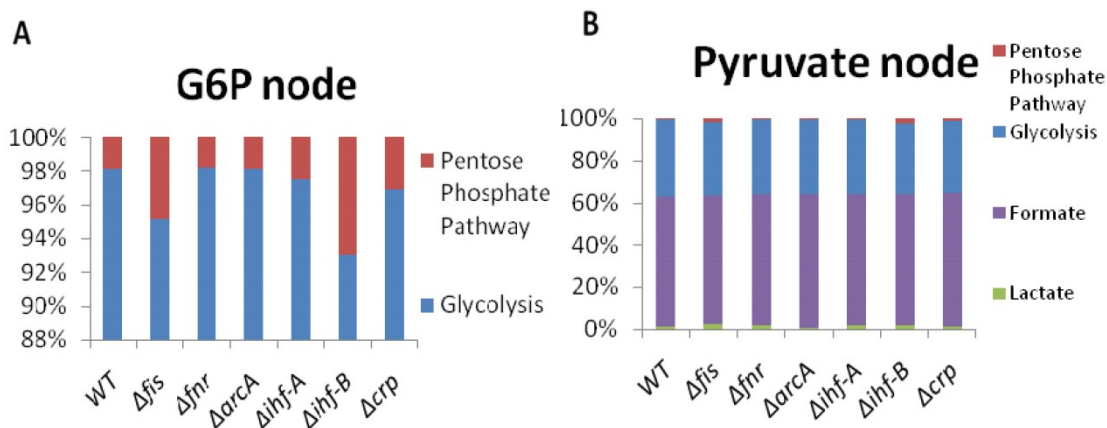 A
G6P node
100%
98%
96%
94%
92%
90%
88%
WT
Δfis
Δfnr
ΔarcA
Δihf-A
Δihf-B
Δcrp
Pentose
Phosphate
Pathway
Glycolysis
B
Pyruvate node
100%
80%
60%
40%
20%
0%
WT
Δfis
Δfnr
ΔarcA
Δihf-A
Δihf-B
Δcrp
Pentose
Phosphate
Pathway
Glycolysis
Formate
Lactate